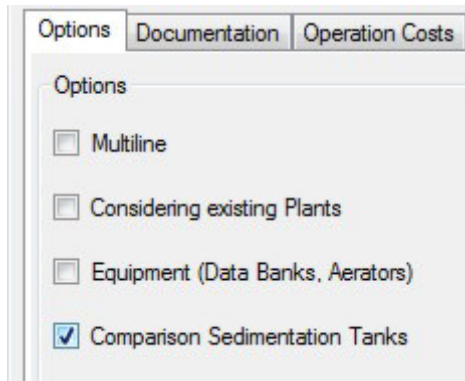 Options Documentation Operation Costs
Options
Multiline
Considering existing Plants
Equipment (Data Banks, Aerators)
Comparison Sedimentation Tanks